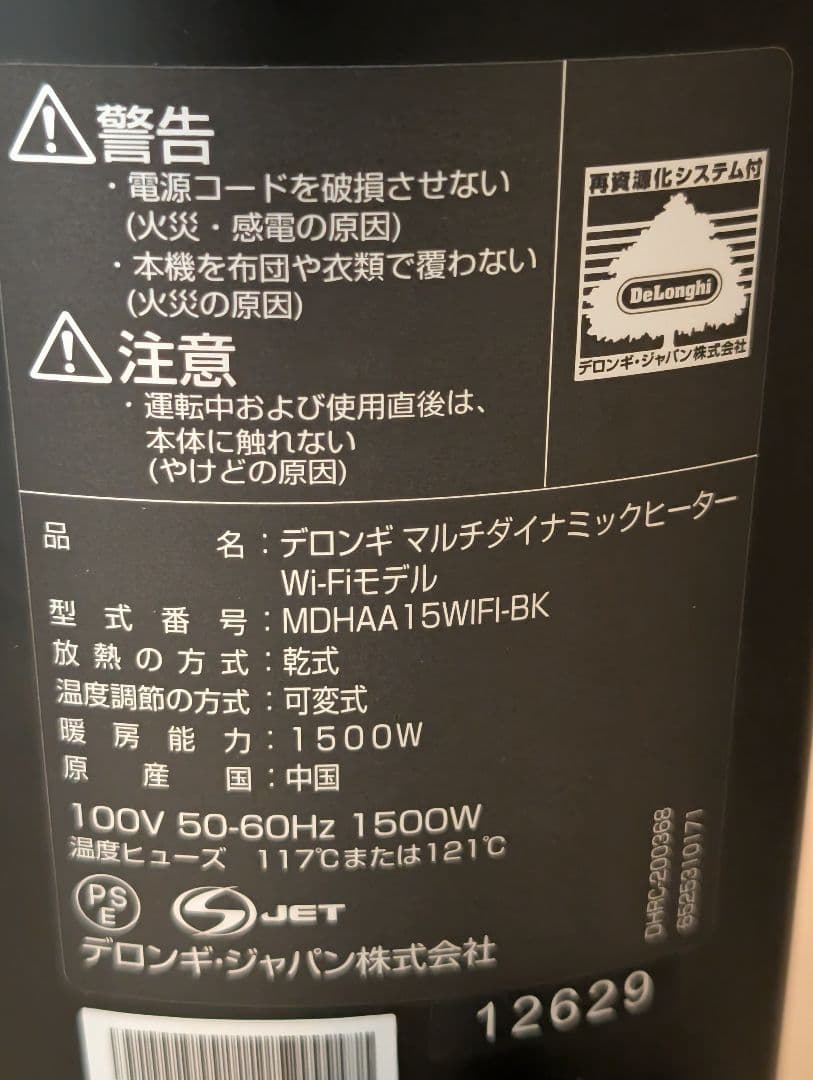 警告
・電源コードを破損させない
(火災・感電の原因)
・本機を布団や衣類で覆わない
(火災の原因)
注意
・運転中および使用直後は、
本体に触れない
(やけどの原因)
再資源化システム付
DeLonghi
デロンギ・ジャパン株式会社
品名：デロンギ マルチダイナミックヒーター
Wi-Fiモデル
型式番号：MDHAA15WIFI-BK
放熱の方式：乾式
温度調節の方式：可変式
暖房能力：1500W
原産国：中国
100V 50-60Hz 1500W
温度ヒューズ 117℃または121℃
PSE
JET
デロンギ・ジャパン株式会社
DHRC-200368
6525310171
12629